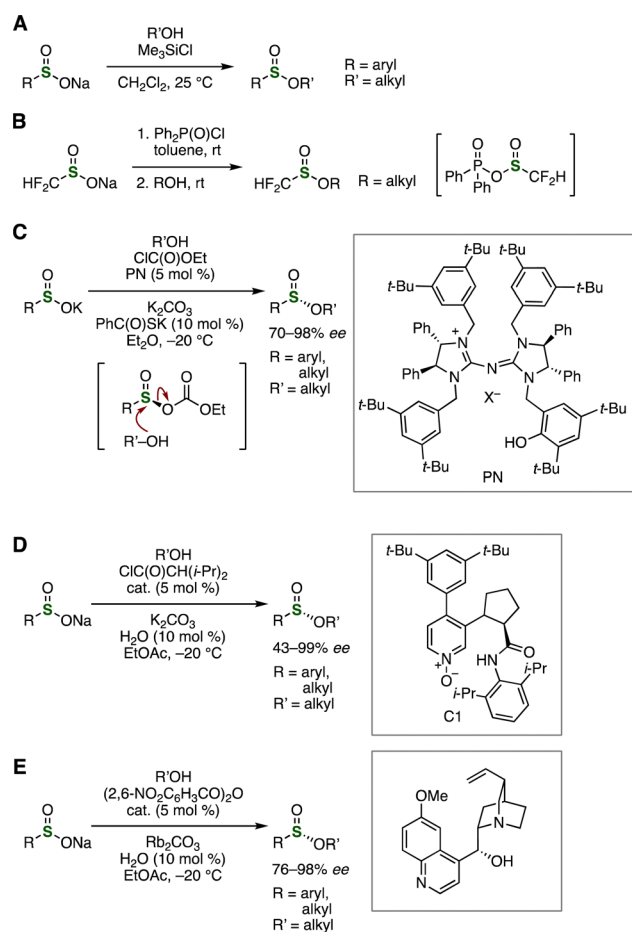 A
R'OH
Me3SiCl
CH2Cl2, 25 °C
O
R S ONa
O
R S OR'
R = aryl
R' = alkyl
B
1. Ph2P(O)Cl
toluene, rt
2. ROH, rt
O
HF2C S ONa
O
HF2C S OR
R = alkyl
O O
Ph P O S CF2H
Ph
C
R'OH
ClC(O)OEt
PN (5 mol %)
K2CO3
PhC(O)SK (10 mol %)
Et2O, –20 °C
O
R S OK
O
R S OR'
70–98% ee
R = aryl,
alkyl
R' = alkyl
O O
R S O OEt
R'–OH
t-Bu t-Bu
t-Bu t-Bu
Ph + Ph
N N
N
Ph N N Ph
t-Bu X– t-Bu
HO
t-Bu t-Bu
PN
D
R'OH
ClC(O)CH(i-Pr)2
cat. (5 mol %)
K2CO3
H2O (10 mol %)
EtOAc, –20 °C
O
R S ONa
O
R S OR'
43–99% ee
R = aryl,
alkyl
R' = alkyl
t-Bu t-Bu
N+ O
O– HN
i-Pr
i-Pr
C1
E
R'OH
(2,6-NO2C6H3CO)2O
cat. (5 mol %)
Rb2CO3
H2O (10 mol %)
EtOAc, –20 °C
O
R S ONa
O
R S OR'
76–98% ee
R = aryl,
alkyl
R' = alkyl
OMe
N
OH
N